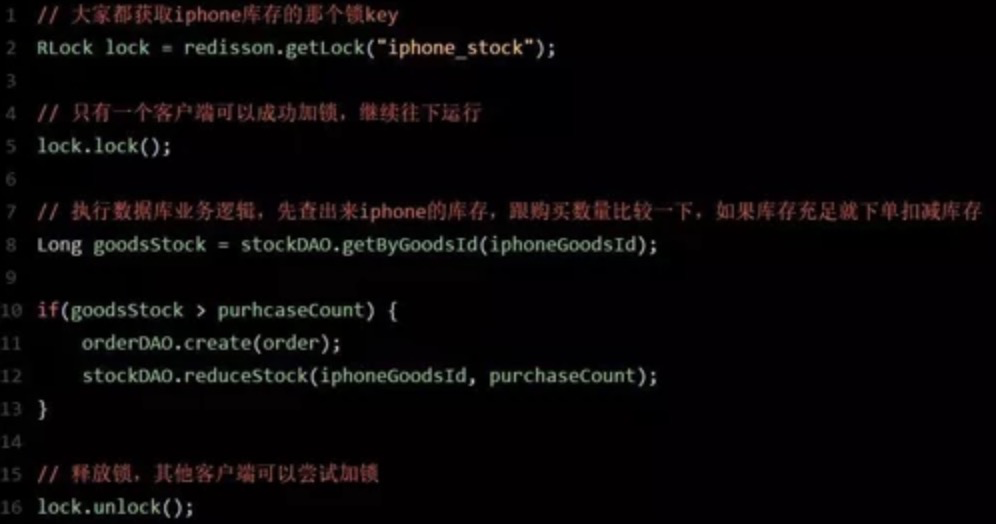 1 // 大家都获取iphone库存的那个锁key
2 RLock lock = redisson.getLock("iphone_stock");
3
4 // 只有一个客户端可以成功加锁，继续往下运行
5 lock.lock();
6
7 // 执行数据库业务逻辑，先查出来iphone的库存，跟购买数量比较一下，如果库存充足就下单扣减库存
8 Long goodsStock = stockDAO.getByGoodsId(iphoneGoodsId);
9
10 if(goodsStock > purhcaseCount) {
11 orderDAO.create(order);
12 stockDAO.reduceStock(iphoneGoodsId, purchaseCount);
13 }
14
15 // 释放锁，其他客户端可以尝试加锁
16 lock.unlock();